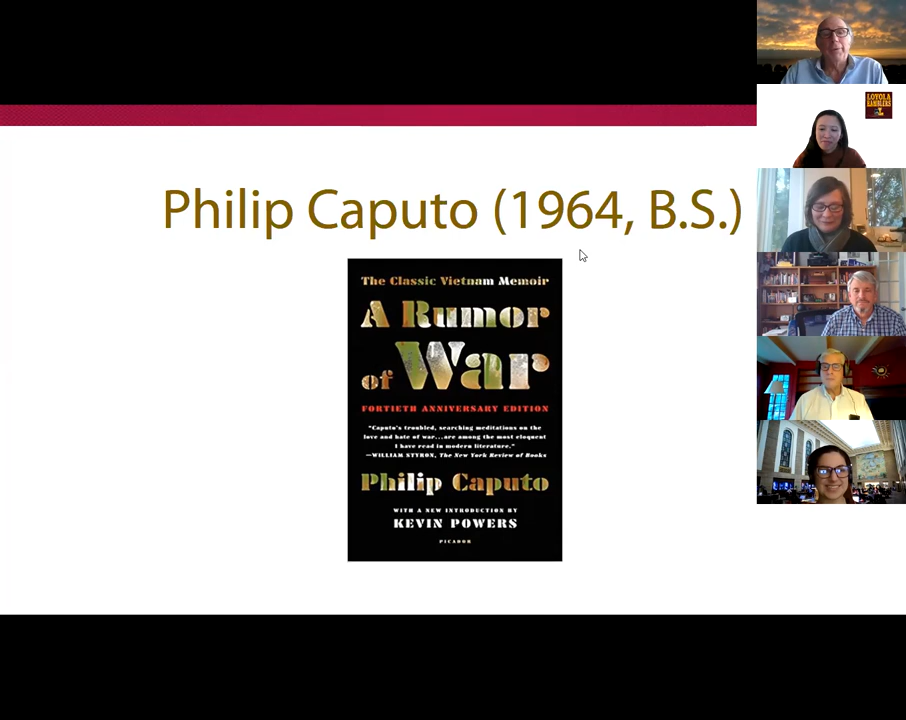 Philip Caputo (1964, B.S.)
The Classic Vietnam Memoir
A Rumor
of War
FORTIETH ANNIVERSARY EDITION
"Caputo's troubled, searching meditations on the
love and hate of war...are among the most eloquent
I have read in modern literature."
—WILLIAM STYRON, The New York Review of Books
Philip Caputo
WITH A NEW INTRODUCTION BY
KEVIN POWERS
PICADOR
LOYOLA
RAMBLERS